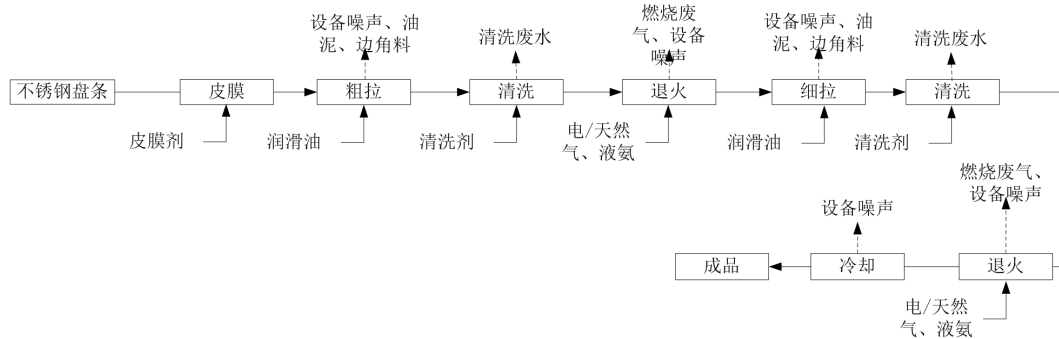 设备噪声、油
泥、边角料
清洗废水
燃烧废
气、设备
噪声
设备噪声、油
泥、边角料
清洗废水
不锈钢盘条
皮膜
粗拉
清洗
退火
细拉
清洗
皮膜剂
润滑油
清洗剂
电/天然
气、液氨
润滑油
清洗剂
燃烧废气、
设备噪声
设备噪声
成品
冷却
退火
电/天然
气、液氨